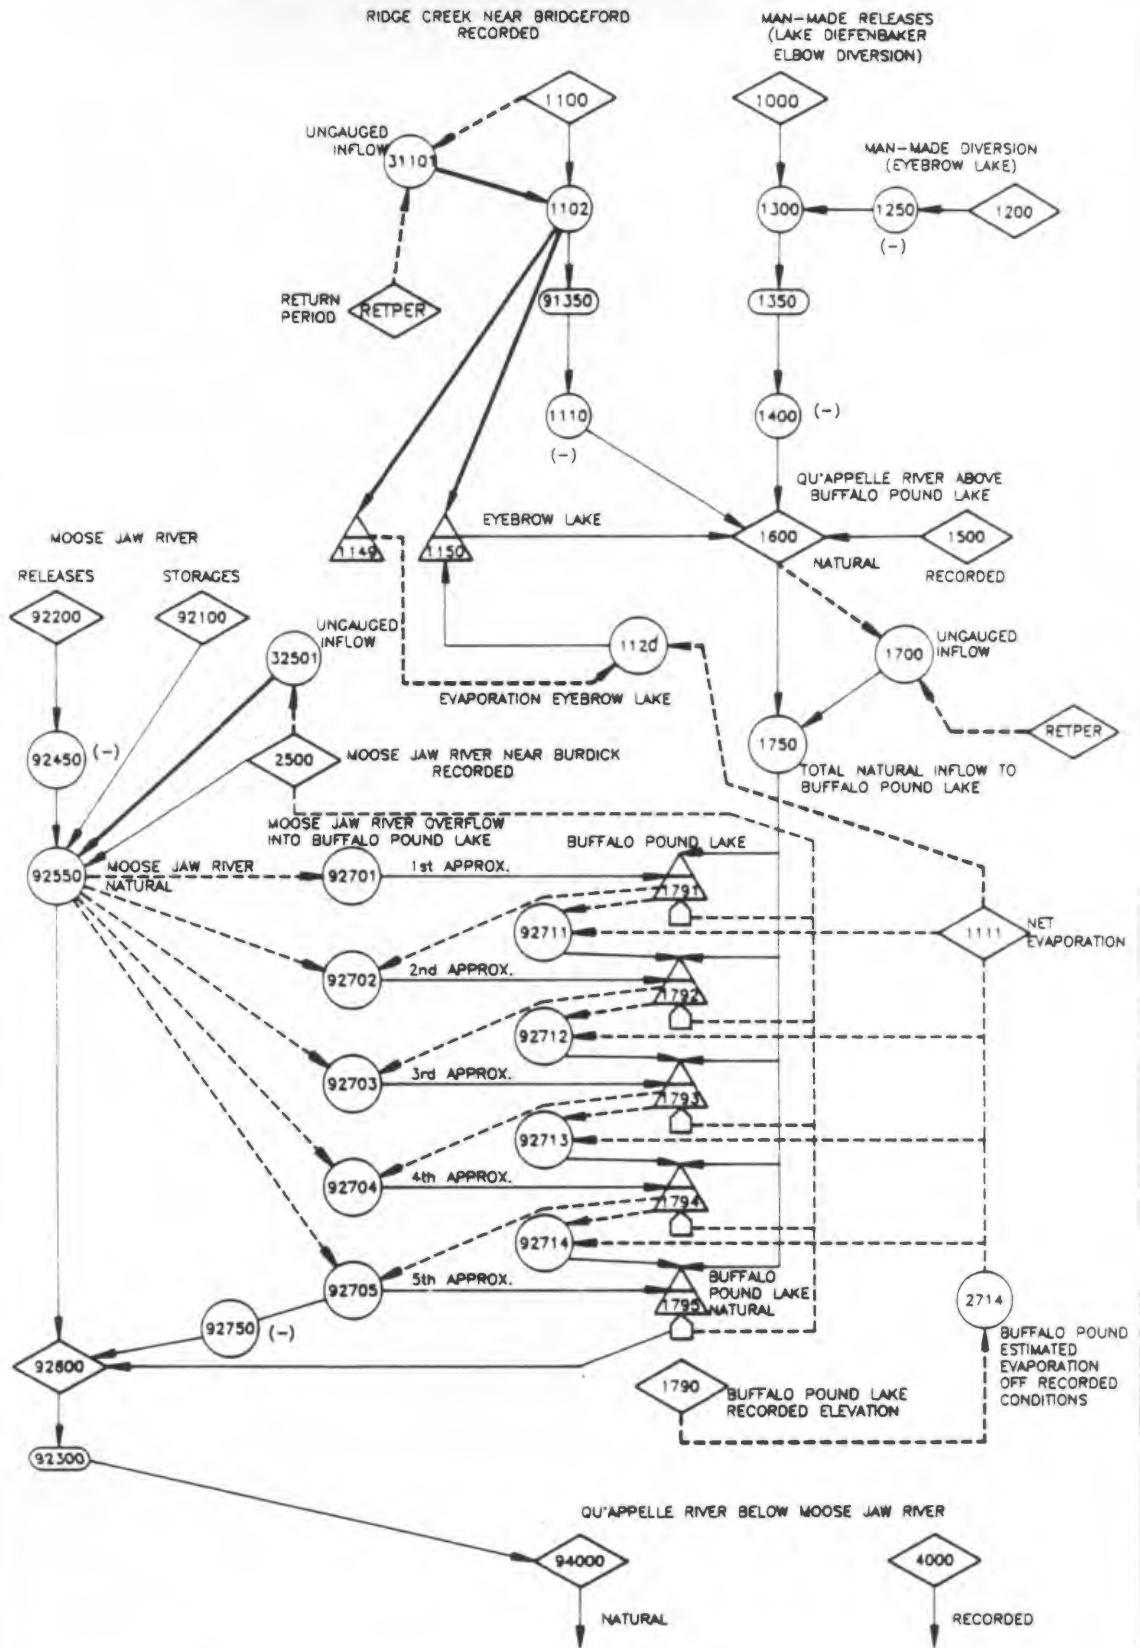 RIDGE CREEK NEAR BRIDGEFORD
RECORDED
MAN-MADE RELEASES
(LAKE DIEFENBAKER
ELBOW DIVERSION)
1100
1000
UNGAUGED
INFLOW
31101
MAN-MADE DIVERSION
(EYEBROW LAKE)
1102
1300
1250
1200
(-)
RETURN
PERIOD
RETPER
91350
1350
1110
(-)
1400
(-)
QU'APPELLE RIVER ABOVE
BUFFALO POUND LAKE
EYEBROW LAKE
1149
1150
1600
1500
NATURAL
RECORDED
MOOSE JAW RIVER
RELEASES
STORAGES
92200
92100
UNGAUGED
INFLOW
32501
1120
1700
UNGAUGED
INFLOW
EVAPORATION EYEBROW LAKE
RETPER
92450
(-)
2500
MOOSE JAW RIVER NEAR BURDICK
RECORDED
1750
TOTAL NATURAL INFLOW TO
BUFFALO POUND LAKE
MOOSE JAW RIVER OVERFLOW
INTO BUFFALO POUND LAKE
BUFFALO POUND LAKE
92550
MOOSE JAW RIVER
NATURAL
92701
1st APPROX.
1791
92711
1111
NET
EVAPORATION
92702
2nd APPROX.
1792
92712
92703
3rd APPROX.
1793
92713
92704
4th APPROX.
1794
92714
92705
5th APPROX.
1795
BUFFALO
POUND LAKE
NATURAL
2714
92750
(-)
BUFFALO POUND
ESTIMATED
EVAPORATION
OFF RECORDED
CONDITIONS
92600
1790
BUFFALO POUND LAKE
RECORDED ELEVATION
92300
QU'APPELLE RIVER BELOW MOOSE JAW RIVER
94000
4000
NATURAL
RECORDED